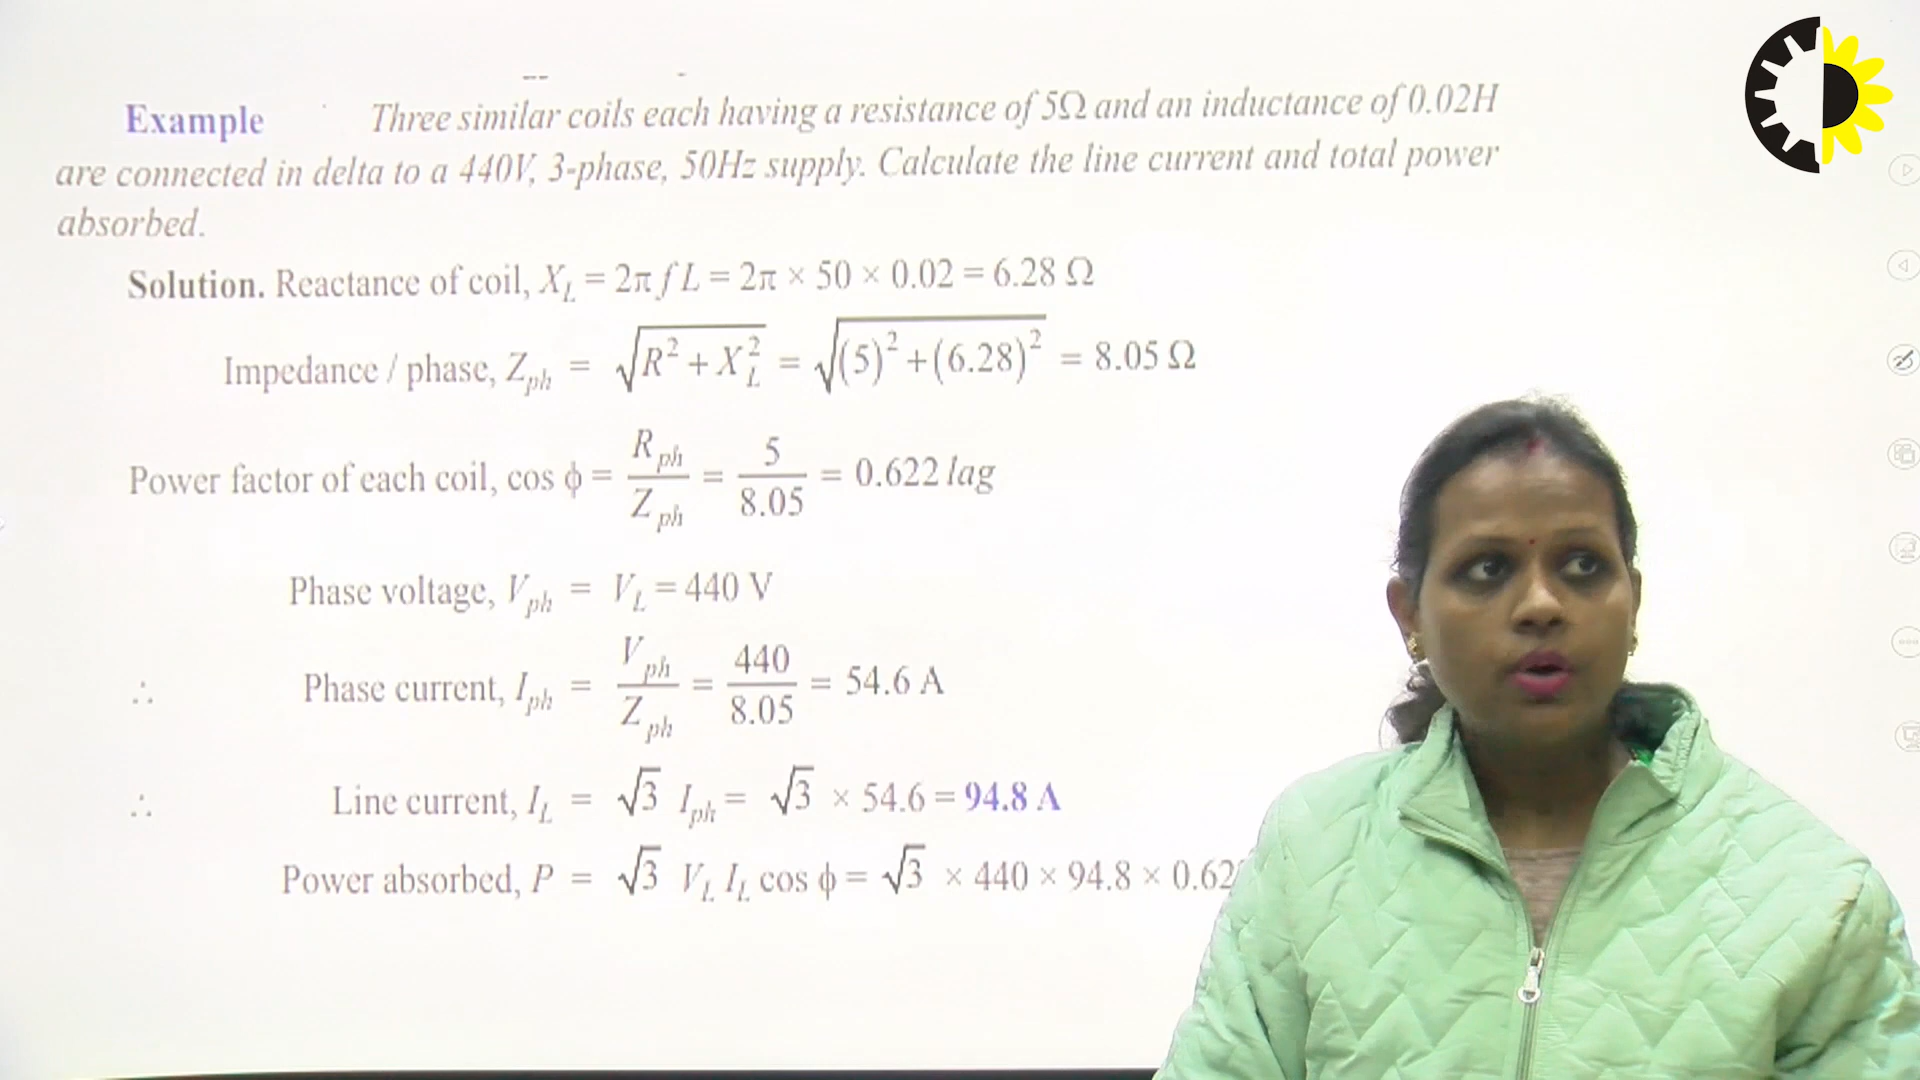 Example Three similar coils each having a resistance of 5Ω and an inductance of 0.02H
are connected in delta to a 440V, 3-phase, 50Hz supply. Calculate the line current and total power
absorbed.
Solution. Reactance of coil, X_L = 2π f L = 2π × 50 × 0.02 = 6.28 Ω
Impedance / phase, Z_ph = √(R² + X_L²) = √((5)² + (6.28)²) = 8.05 Ω
Power factor of each coil, cos ϕ = R_ph / Z_ph = 5 / 8.05 = 0.622 lag
Phase voltage, V_ph = V_L = 440 V
∴ Phase current, I_ph = V_ph / Z_ph = 440 / 8.05 = 54.6 A
∴ Line current, I_L = √3 I_ph = √3 × 54.6 = 94.8 A
Power absorbed, P = √3 V_L I_L cos ϕ = √3 × 440 × 94.8 × 0.62